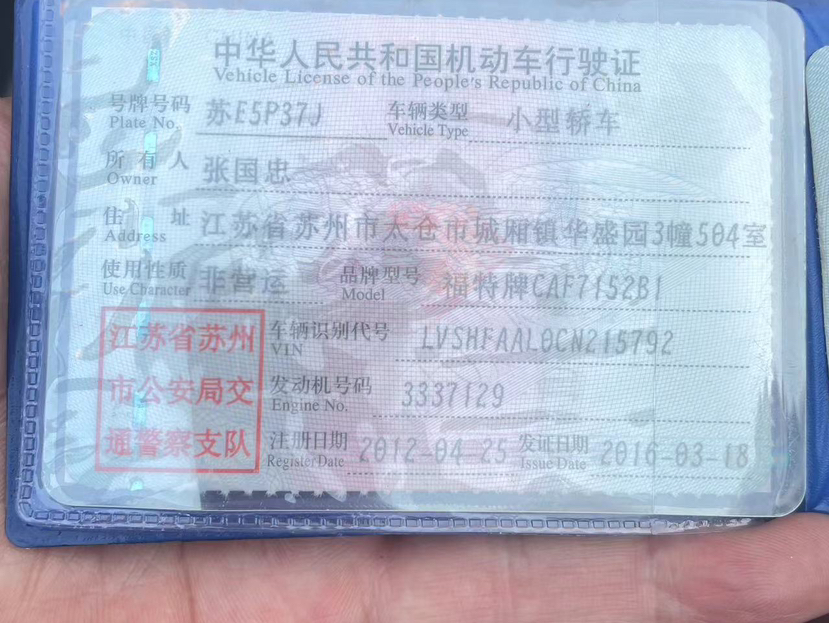 中华人民共和国机动车行驶证
Vehicle License of the People's Republic of China
号牌号码 苏E5P37J 车辆类型 小型轿车
Plate No. Vehicle Type
所有人 张国忠
Owner
住址 江苏省苏州市太仓市城厢镇华盛园3幢504室
Address
使用性质 非营运 品牌型号 福特牌CAF7152B1
Use Character Model
江苏省苏州 车辆识别代号 LVSHFAAL0CN215792
VIN
市公安局交 发动机号码 3337129
Engine No.
通警察支队 注册日期 2012-04-25 发证日期 2016-03-18
Register Date Issue Date